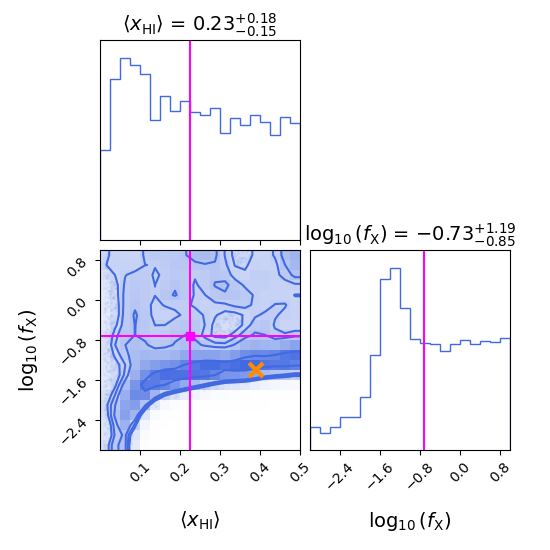 ⟨x_HI⟩ = 0.23^{+0.18}_{−0.15}
log₁₀ (f_X) = −0.73^{+1.19}_{−0.85}
0.8
0.0
−0.8
−1.6
−2.4
log₁₀(f_X)
0.1 0.2 0.3 0.4 0.5
−2.4 −1.6 −0.8 0.0 0.8
⟨x_HI⟩
log₁₀(f_X)